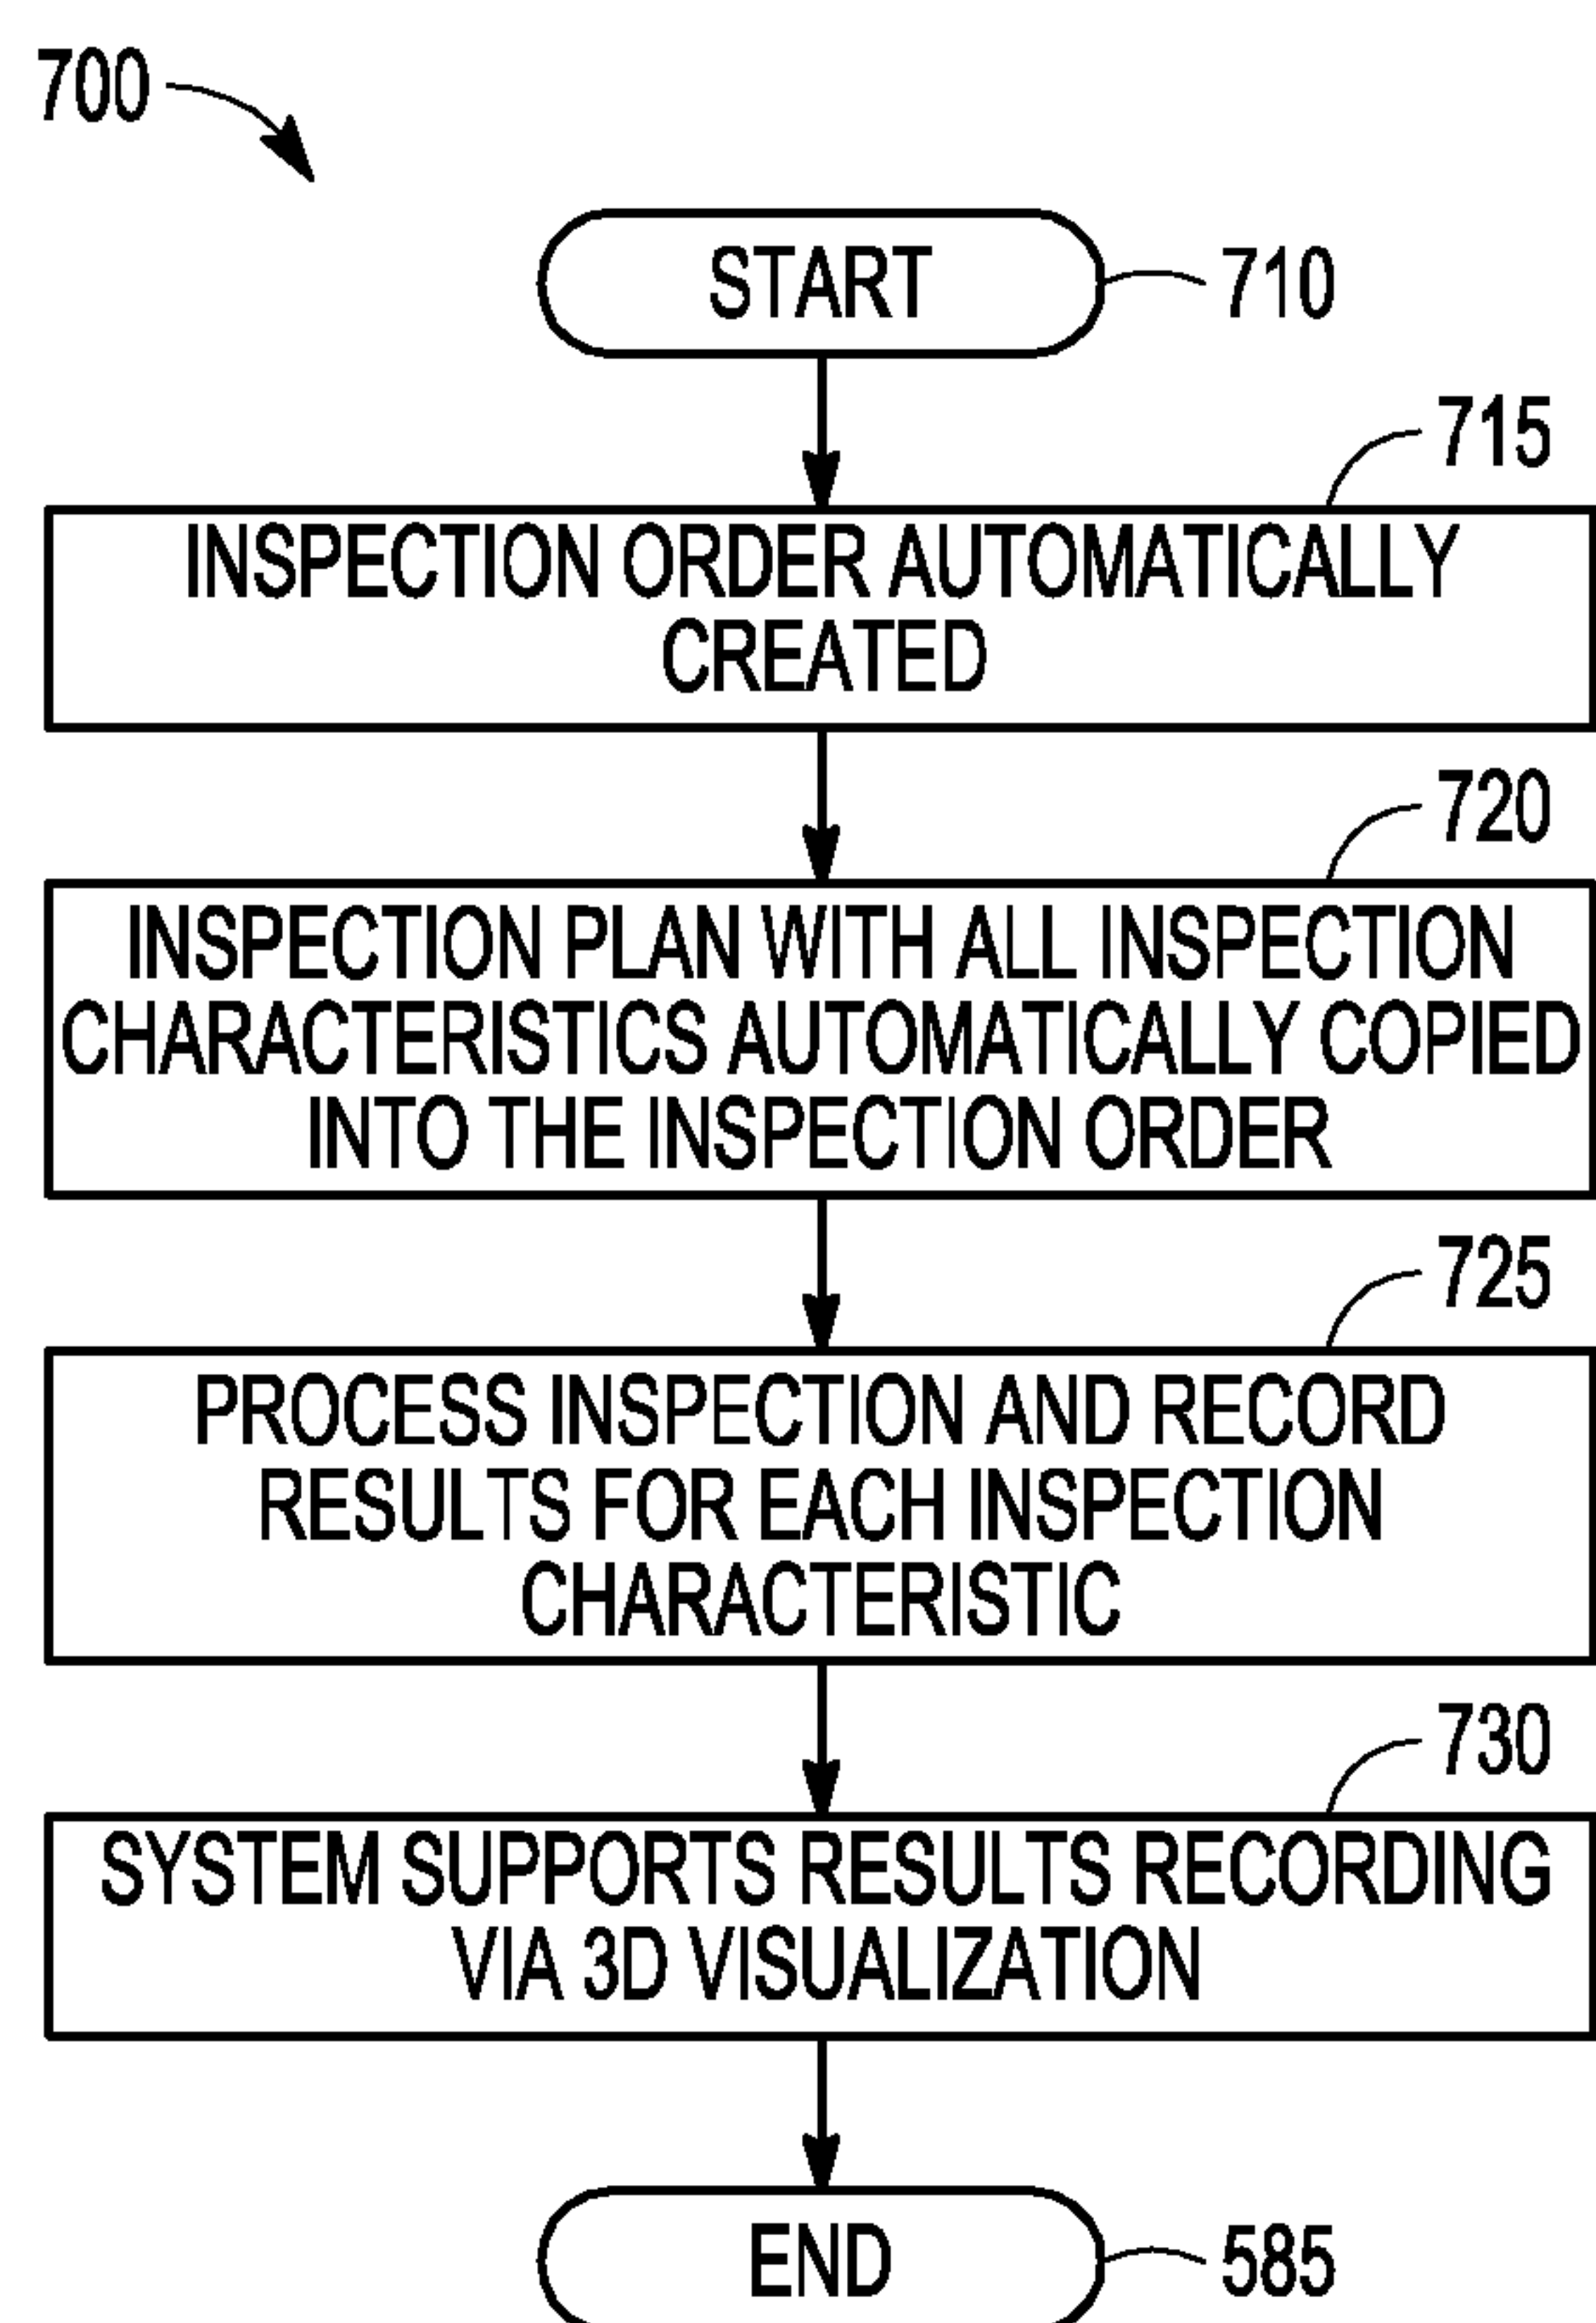 700
START
710
715
INSPECTION ORDER AUTOMATICALLY
CREATED
720
INSPECTION PLAN WITH ALL INSPECTION
CHARACTERISTICS AUTOMATICALLY COPIED
INTO THE INSPECTION ORDER
725
PROCESS INSPECTION AND RECORD
RESULTS FOR EACH INSPECTION
CHARACTERISTIC
730
SYSTEM SUPPORTS RESULTS RECORDING
VIA 3D VISUALIZATION
END
585